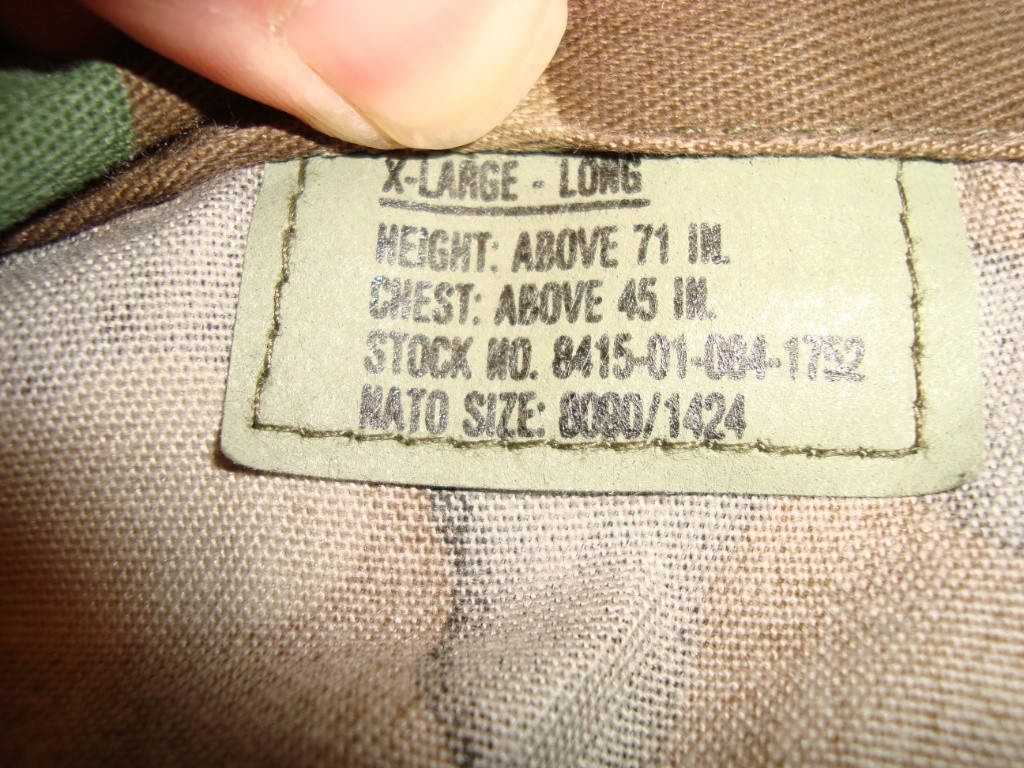 X-LARGE - LONG
HEIGHT: ABOVE 71 IN.
CHEST: ABOVE 45 IN.
STOCK NO. 8415-01-084-1752
NATO SIZE: 8090/1424